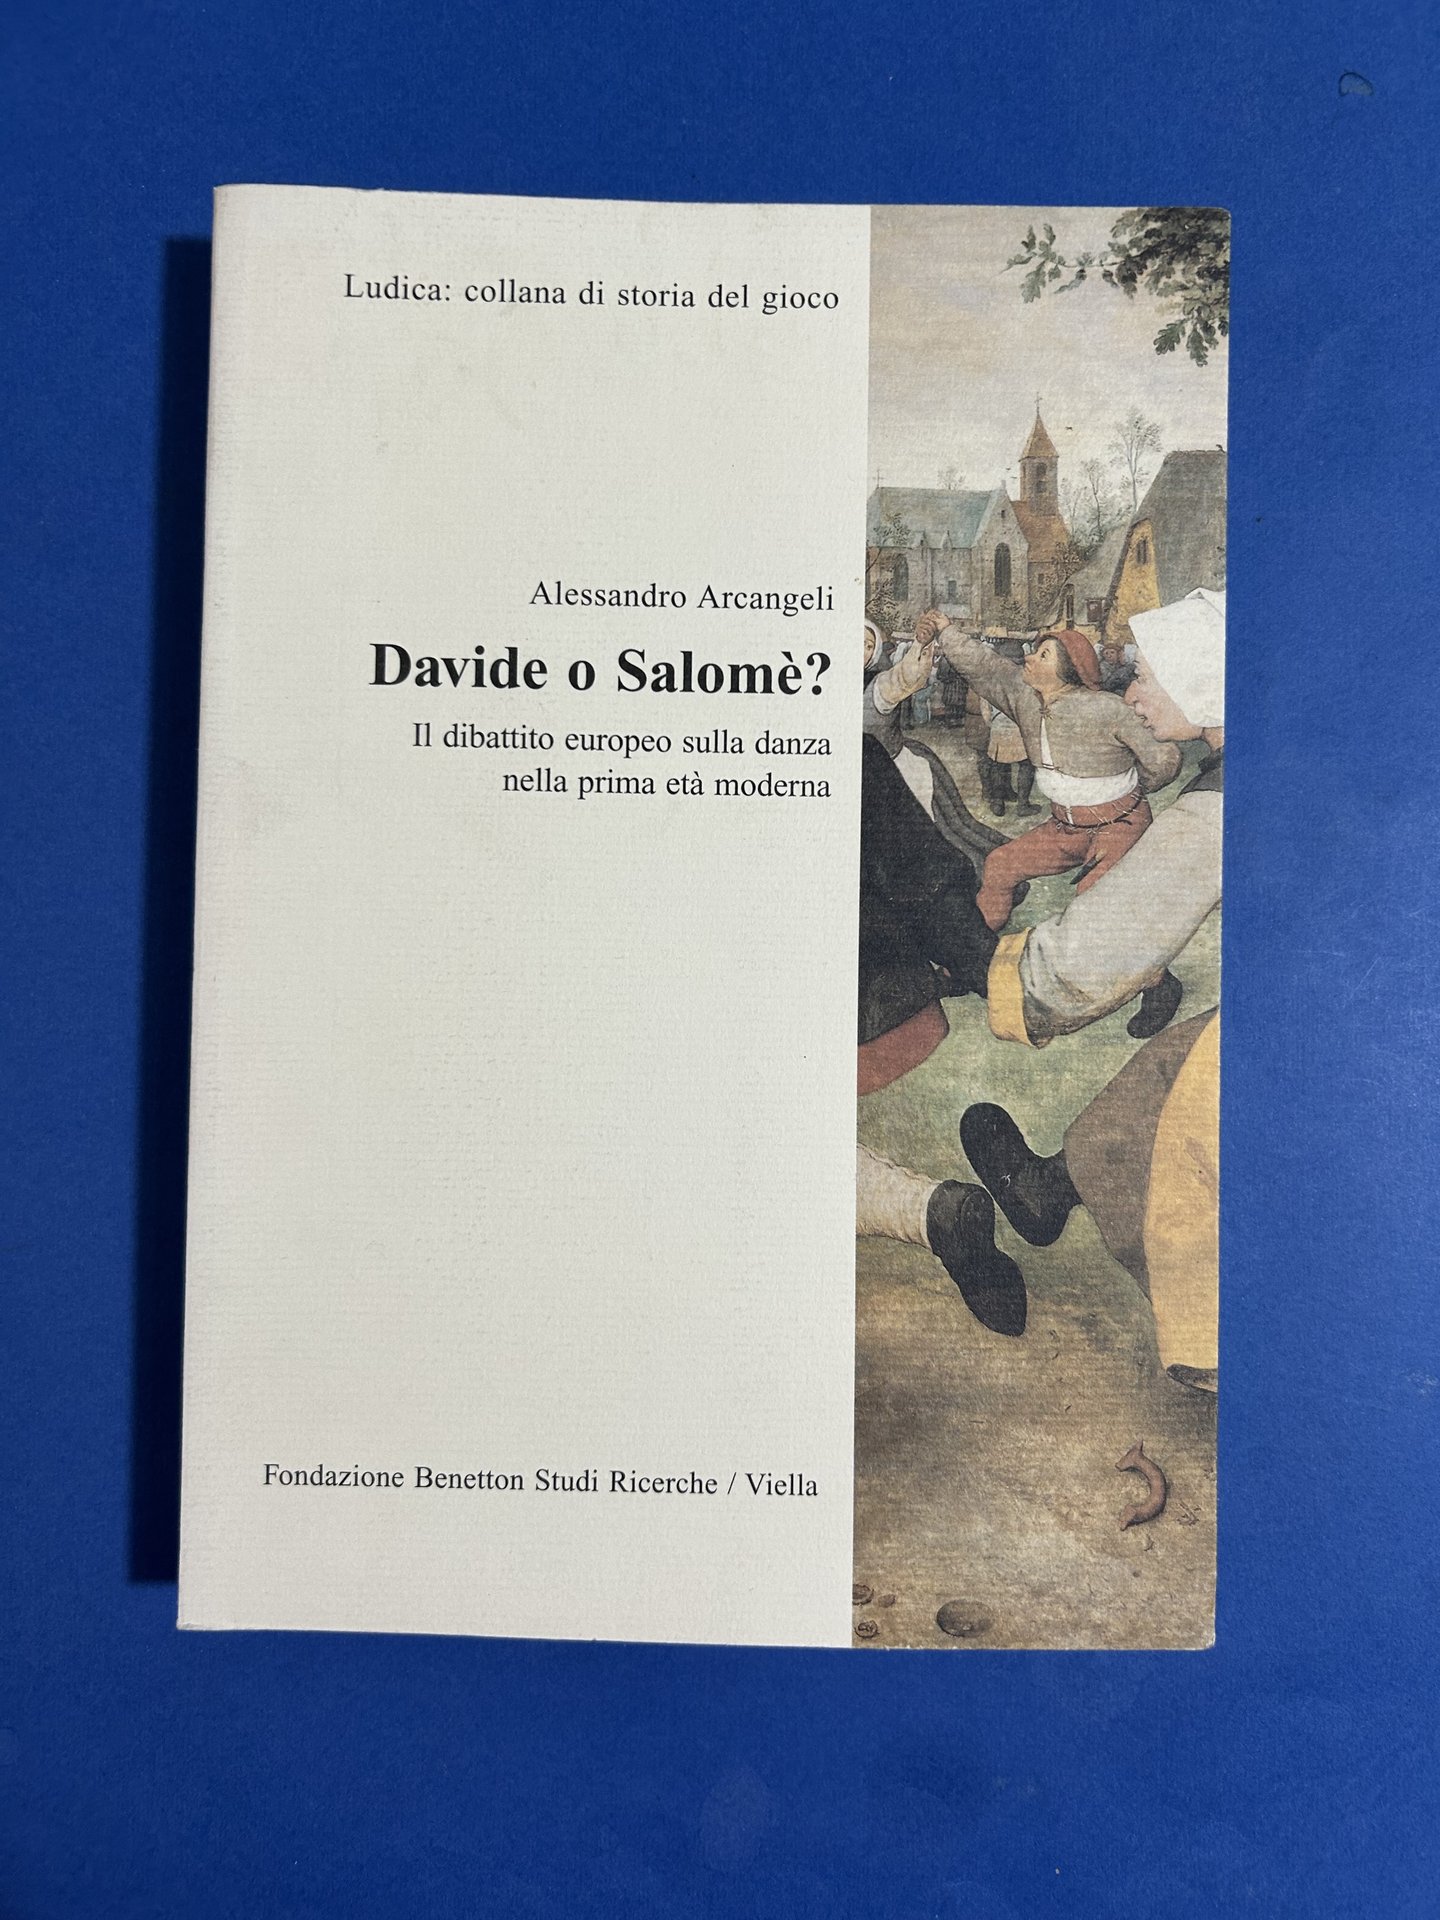 Ludica: collana di storia del gioco
Alessandro Arcangeli
Davide o Salomè?
Il dibattito europeo sulla danza
nella prima età moderna
Fondazione Benetton Studi Ricerche / Viella